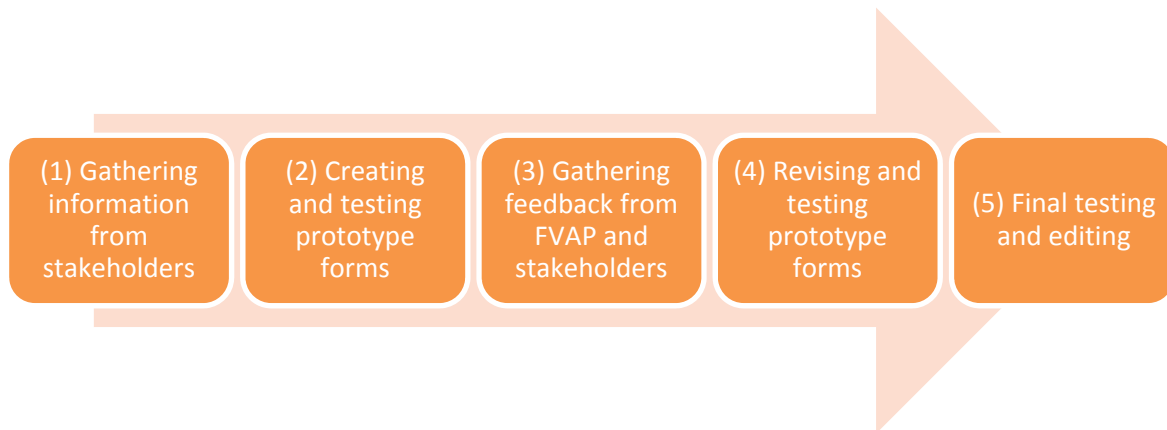 (1) Gathering
information
from
stakeholders
(2) Creating
and testing
prototype
forms
(3) Gathering
feedback from
FVAP and
stakeholders
(4) Revising and
testing
prototype
forms
(5) Final testing
and editing